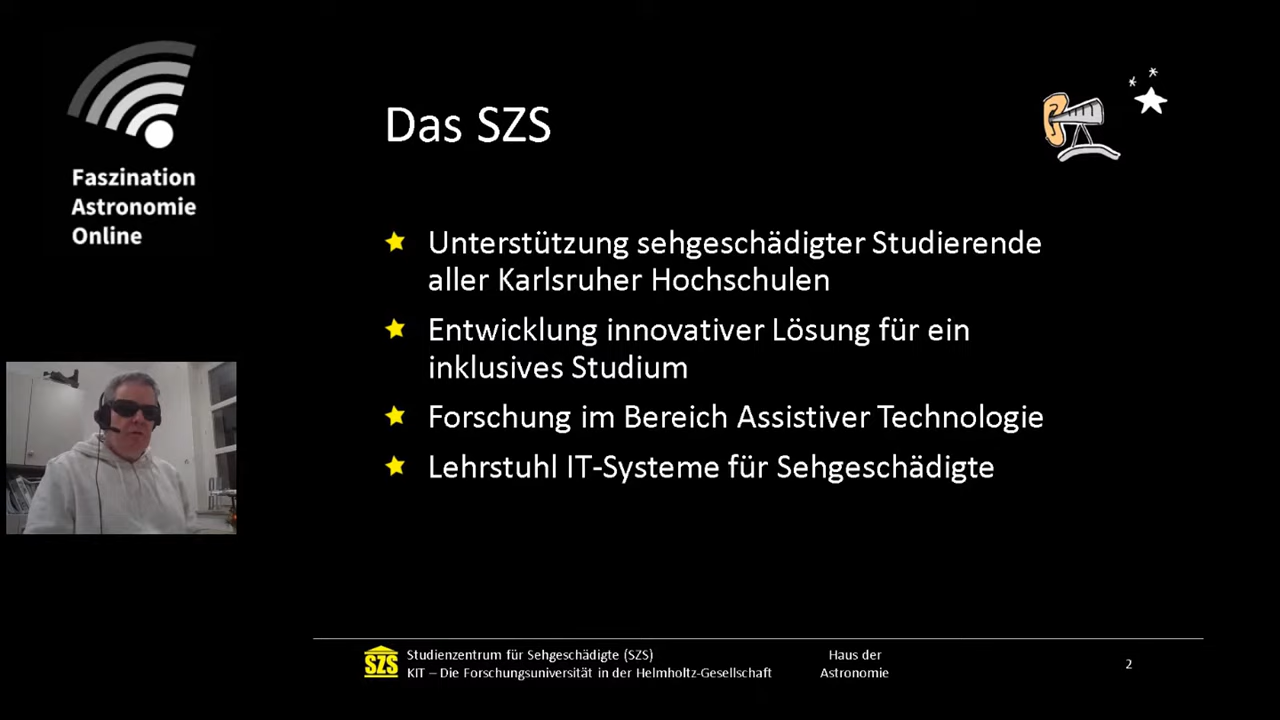 Faszination
Astronomie
Online
Das SZS
Unterstützung sehgeschädigter Studierende
aller Karlsruher Hochschulen
Entwicklung innovativer Lösung für ein
inklusives Studium
Forschung im Bereich Assistiver Technologie
Lehrstuhl IT-Systeme für Sehgeschädigte
SZS
Studienzentrum für Sehgeschädigte (SZS)
KIT – Die Forschungsuniversität in der Helmholtz-Gesellschaft
Haus der
Astronomie
2